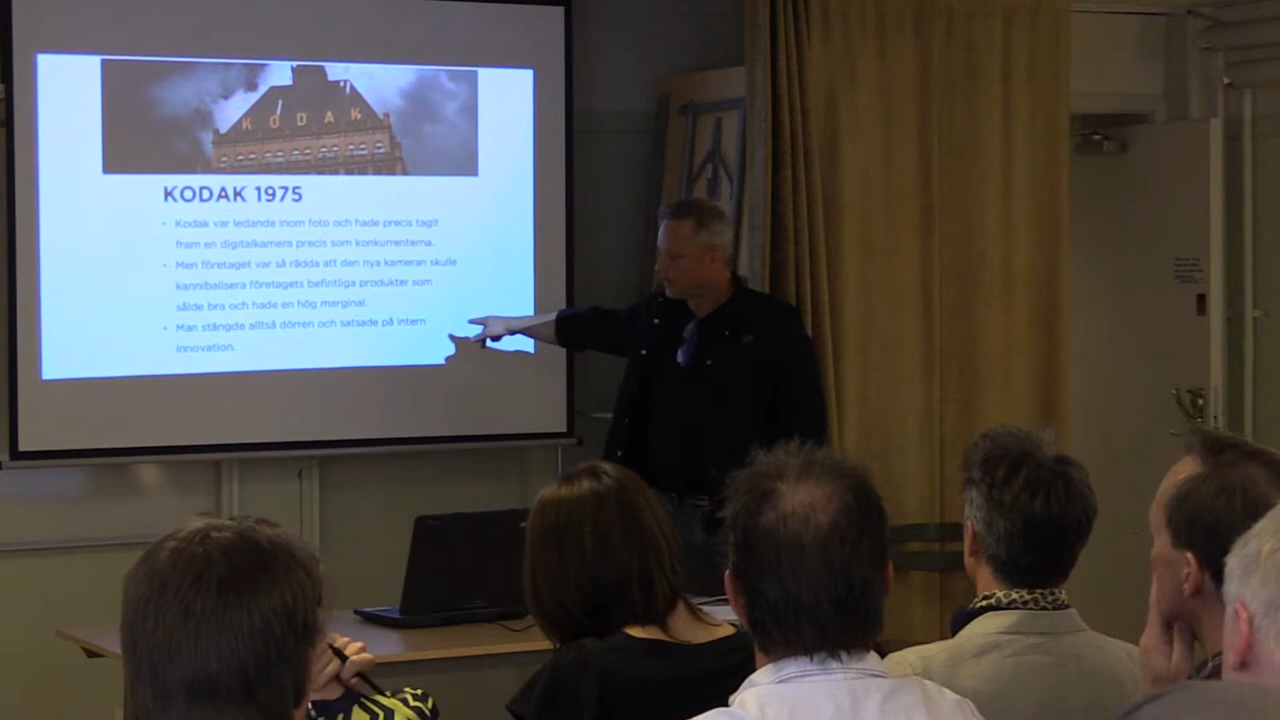 KODAK
KODAK 1975
- Kodak var ledande inom foto och hade precis tagit
fram en digitalkamera precis som konkurrenterna.
- Men företaget var så rädda att den nya kameran skulle
kannibalisera företagets befintliga produkter som
sålde bra och hade en hög marginal.
- Man stängde alltså dörren och satsade på intern
innovation.